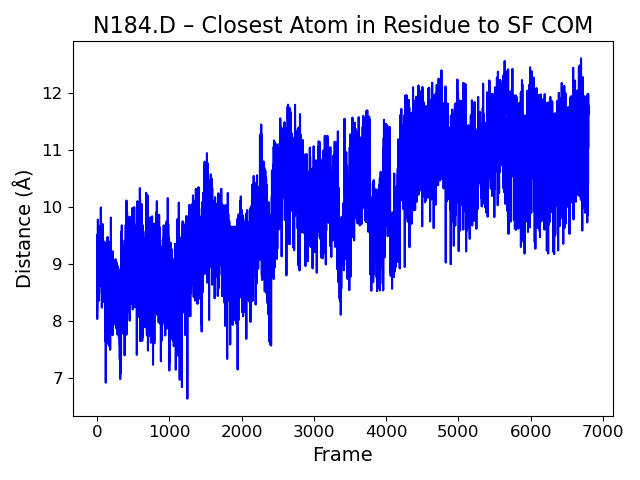 N184.D – Closest Atom in Residue to SF COM
12
11
10
9
8
7
Distance (Å)
0 1000 2000 3000 4000 5000 6000 7000
Frame